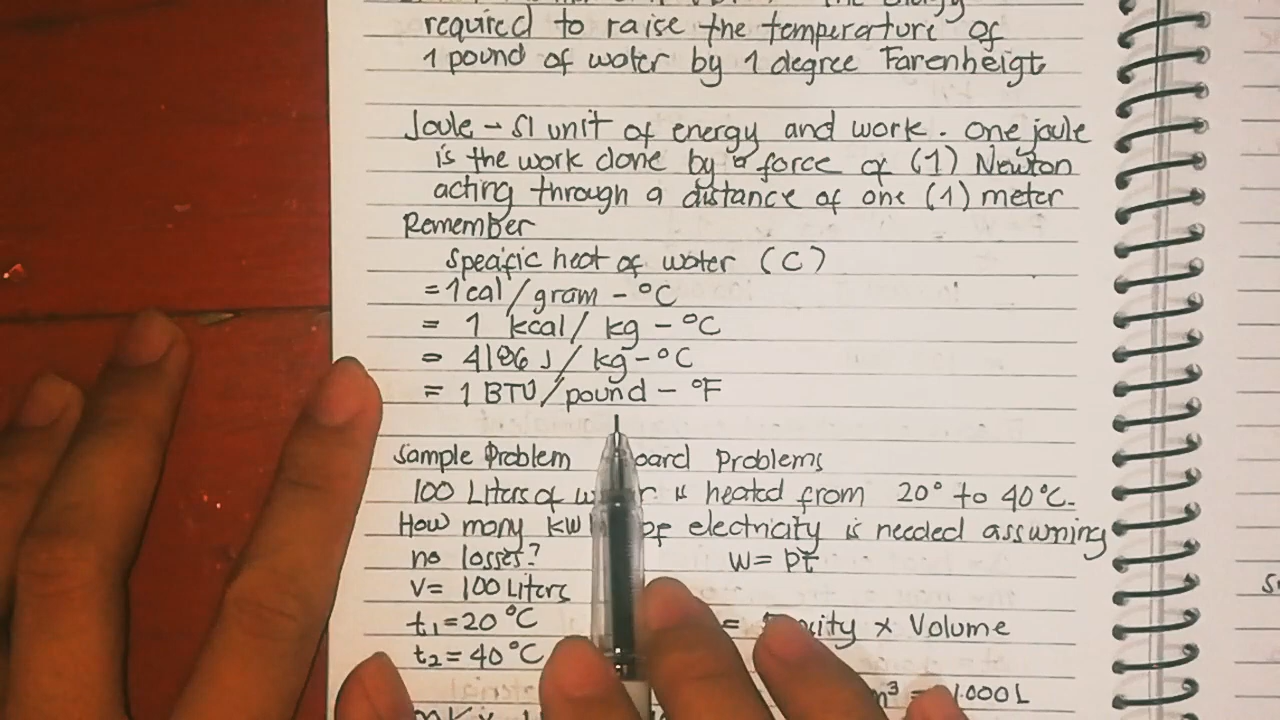 required to raise the temperature of
1 pound of water by 1 degree Farenheigt
Joule - SI unit of energy and work. One joule
is the work done by a force of (1) Newton
acting through a distance of one (1) meter
Remember
Specific heat of water (C)
= 1 cal/gram - °C
= 1 kcal/kg - °C
= 4186 J/kg - °C
= 1 BTU/pound - °F
Sample Problem Problems
100 Liters of is heated from 20° to 40°C.
How many of electricity is needed assuming
no losses? W = Pt
V = 100 Liters
t1 = 20°C = x Volume
t2 = 40°C
= 1000L